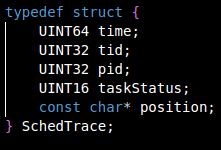 typedef struct {
    UINT64 time;
    UINT32 tid;
    UINT32 pid;
    UINT16 taskStatus;
    const char* position;
} SchedTrace;